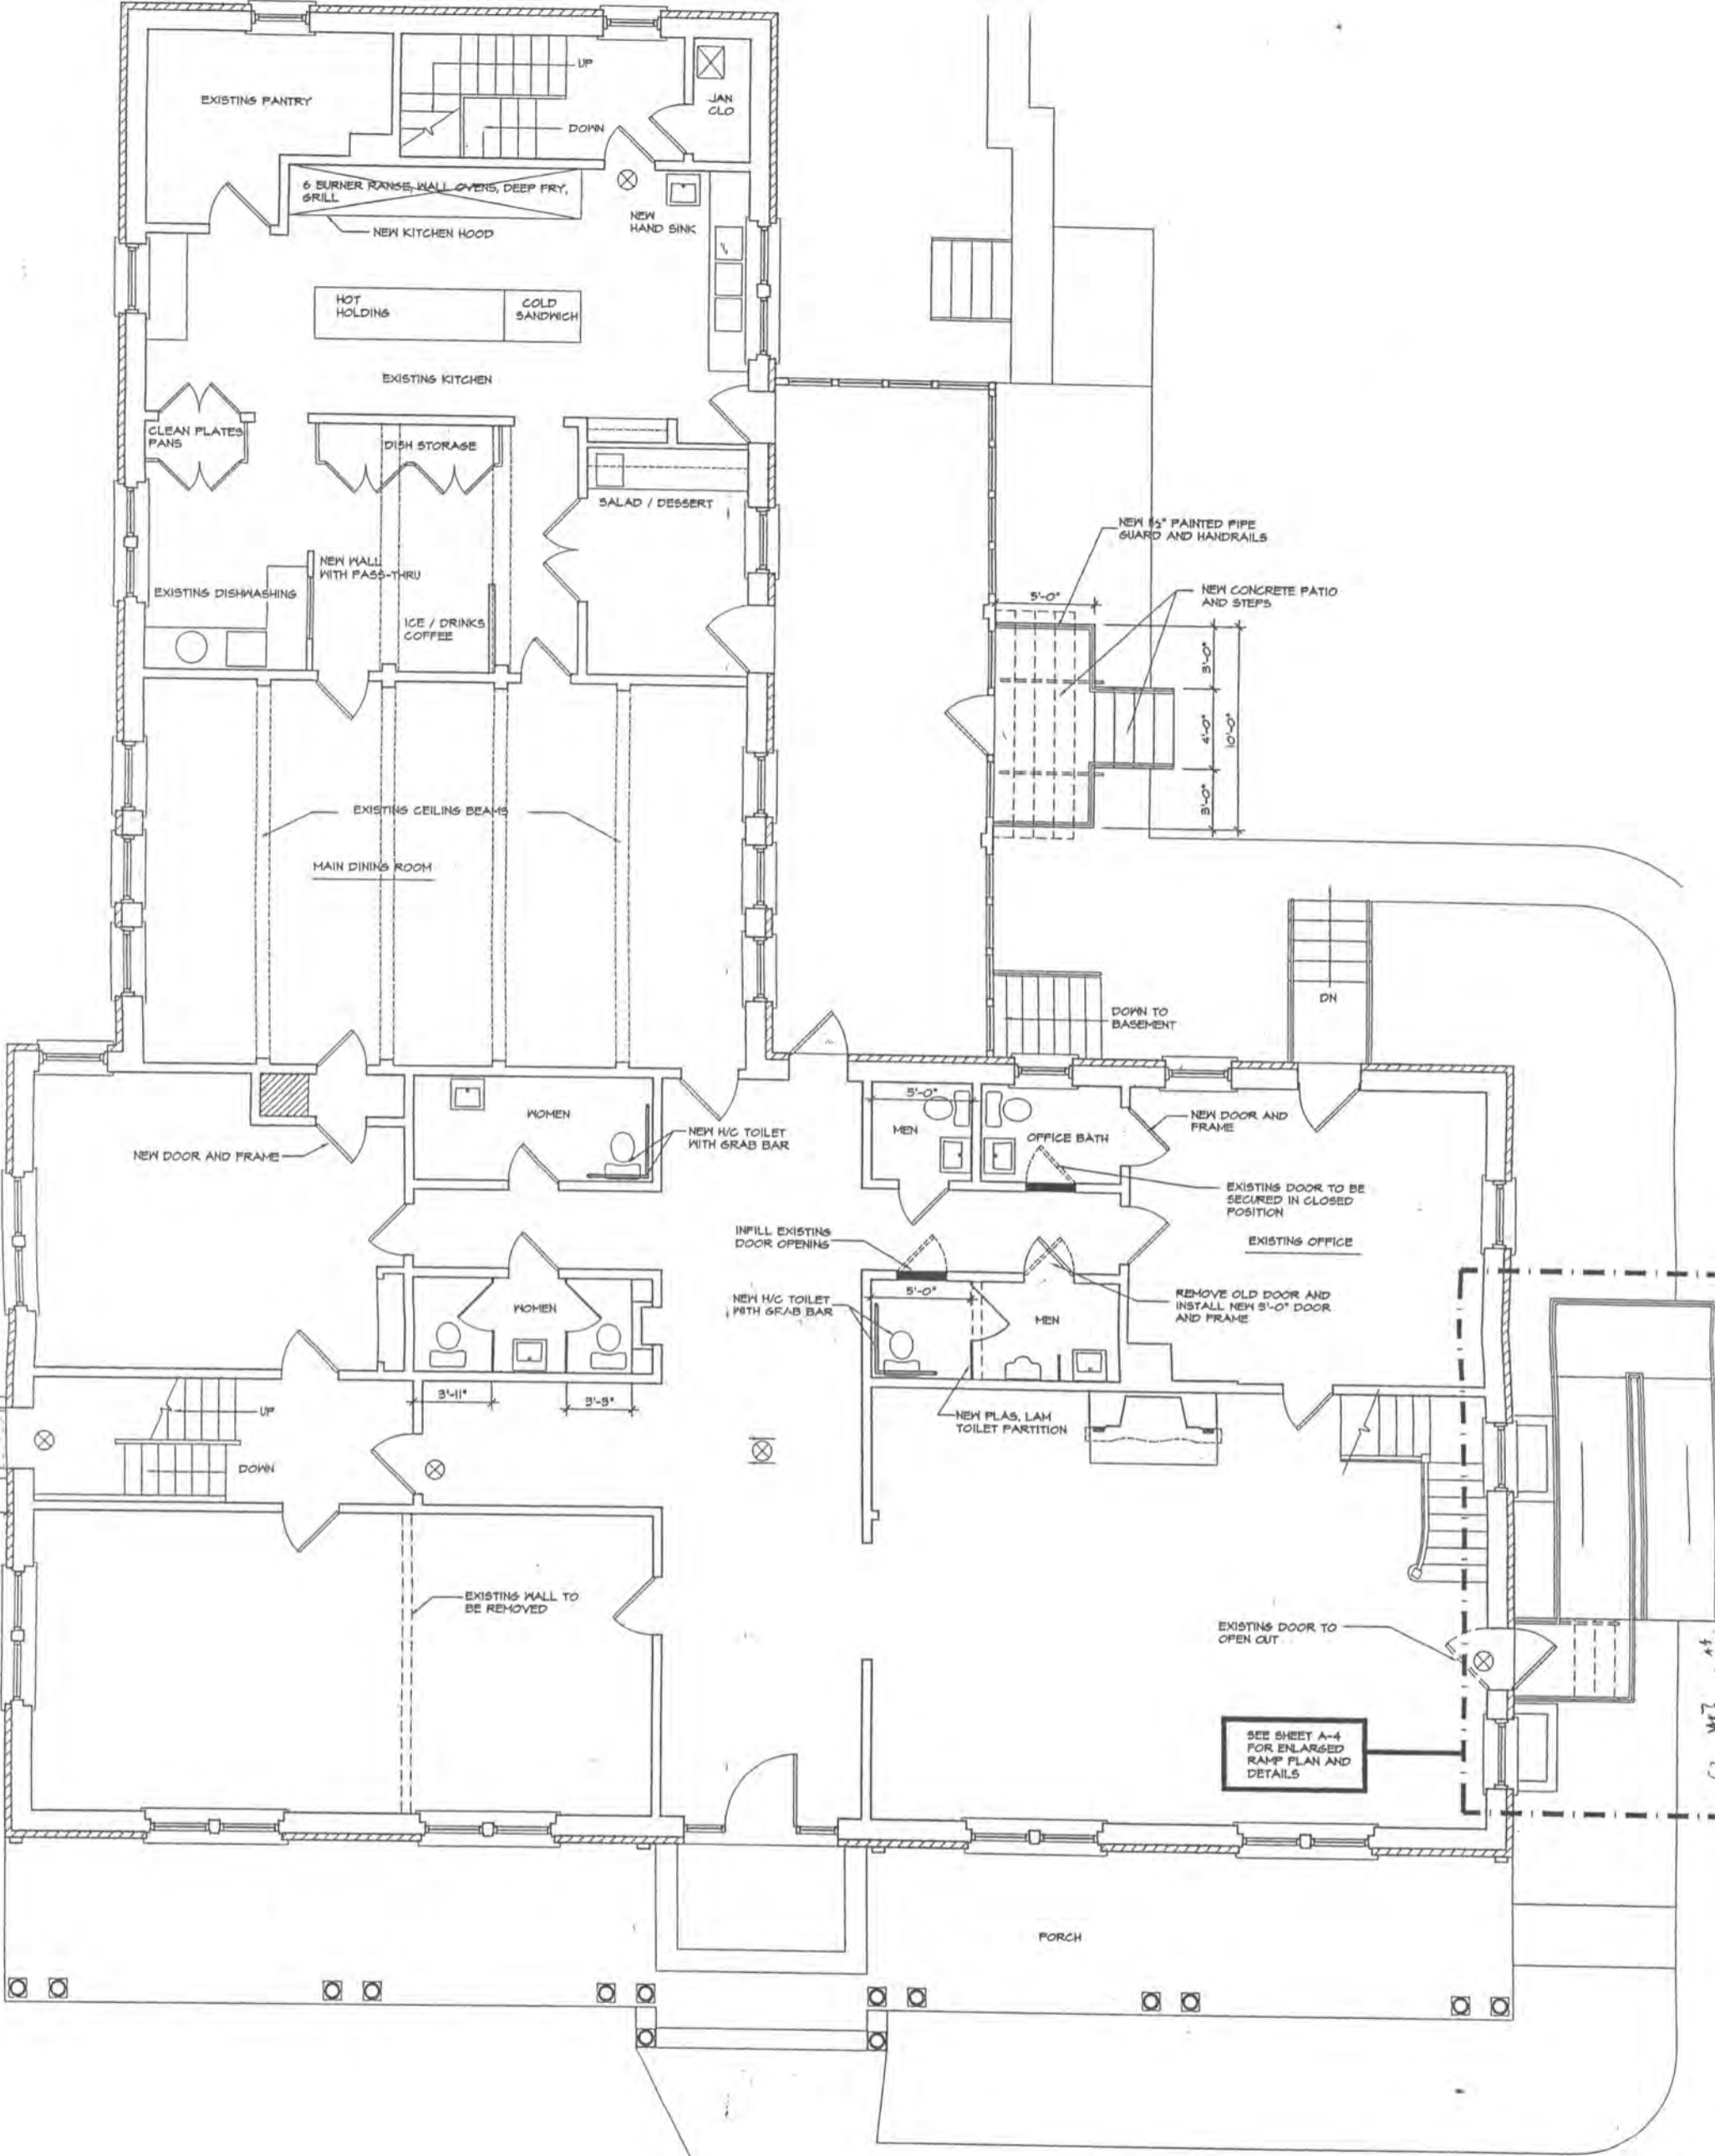 UP
EXISTING PANTRY
JAN
CLO
DOWN
6 BURNER RANGE, WALL OVENS, DEEP FRY,
GRILL
NEW
HAND SINK
NEW KITCHEN HOOD
HOT
HOLDING
COLD
SANDWICH
EXISTING KITCHEN
CLEAN PLATES
PANS
DISH STORAGE
SALAD / DESSERT
NEW 1½" PAINTED PIPE
GUARD AND HANDRAILS
NEW WALL
WITH PASS-THRU
EXISTING DISHWASHING
NEW CONCRETE PATIO
AND STEPS
5'-0"
ICE / DRINKS
COFFEE
3'-0"
4'-0"
10'-0"
3'-0"
EXISTING CEILING BEAMS
MAIN DINING ROOM
DN
DOWN TO
BASEMENT
5'-0"
WOMEN
MEN
NEW H/C TOILET
WITH GRAB BAR
OFFICE BATH
NEW DOOR AND
FRAME
NEW DOOR AND FRAME
EXISTING DOOR TO BE
SECURED IN CLOSED
POSITION
INFILL EXISTING
DOOR OPENING
EXISTING OFFICE
NEW H/C TOILET
WITH GRAB BAR
5'-0"
WOMEN
MEN
REMOVE OLD DOOR AND
INSTALL NEW 3'-0" DOOR
AND FRAME
3'-11"
3'-3"
UP
NEW PLAS. LAM
TOILET PARTITION
DOWN
EXISTING WALL TO
BE REMOVED
EXISTING DOOR TO
OPEN OUT
SEE SHEET A-4
FOR ENLARGED
RAMP PLAN AND
DETAILS
PORCH